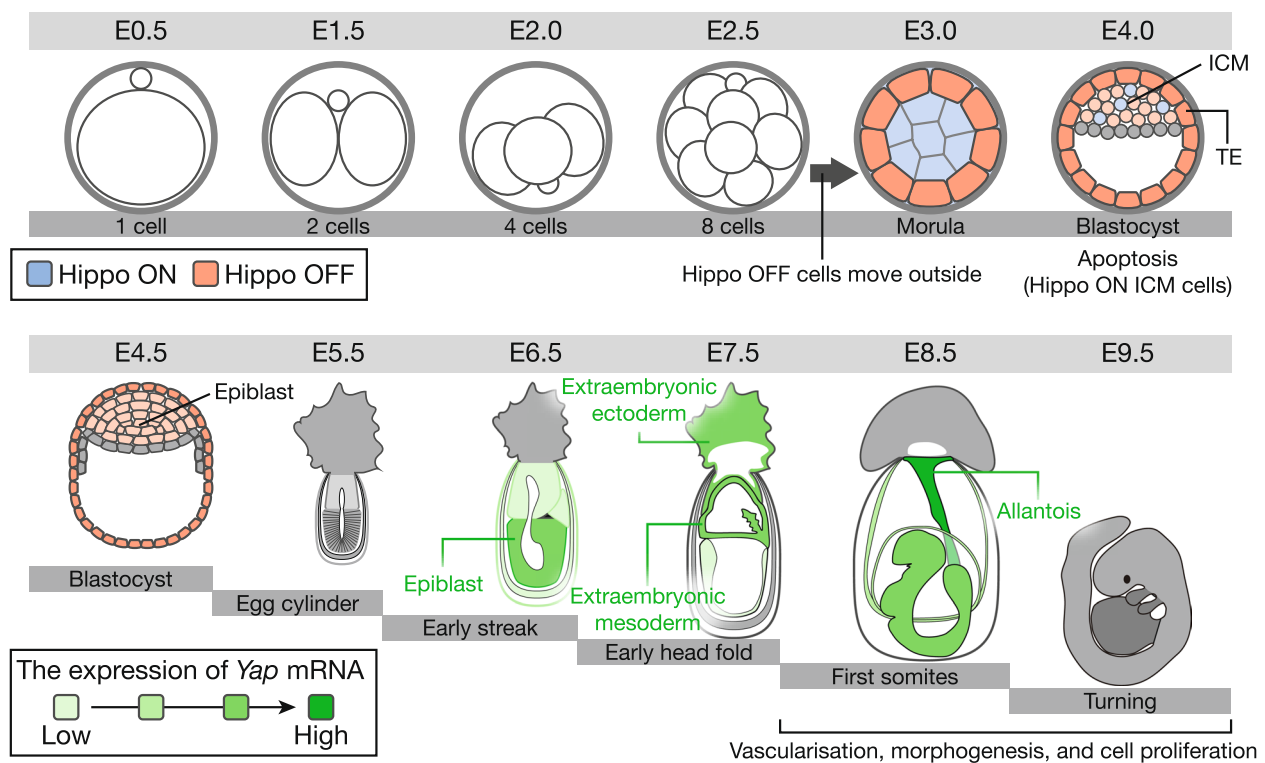 E0.5 E1.5 E2.0 E2.5 E3.0 E4.0
ICM
TE
1 cell 2 cells 4 cells 8 cells Morula Blastocyst
Hippo ON Hippo OFF
Hippo OFF cells move outside
Apoptosis
(Hippo ON ICM cells)
E4.5 E5.5 E6.5 E7.5 E8.5 E9.5
Epiblast
Extraembryonic
ectoderm
Allantois
Epiblast
Extraembryonic
mesoderm
Blastocyst
Egg cylinder
Early streak
Early head fold
First somites
Turning
The expression of Yap mRNA
Low High
Vascularisation, morphogenesis, and cell proliferation